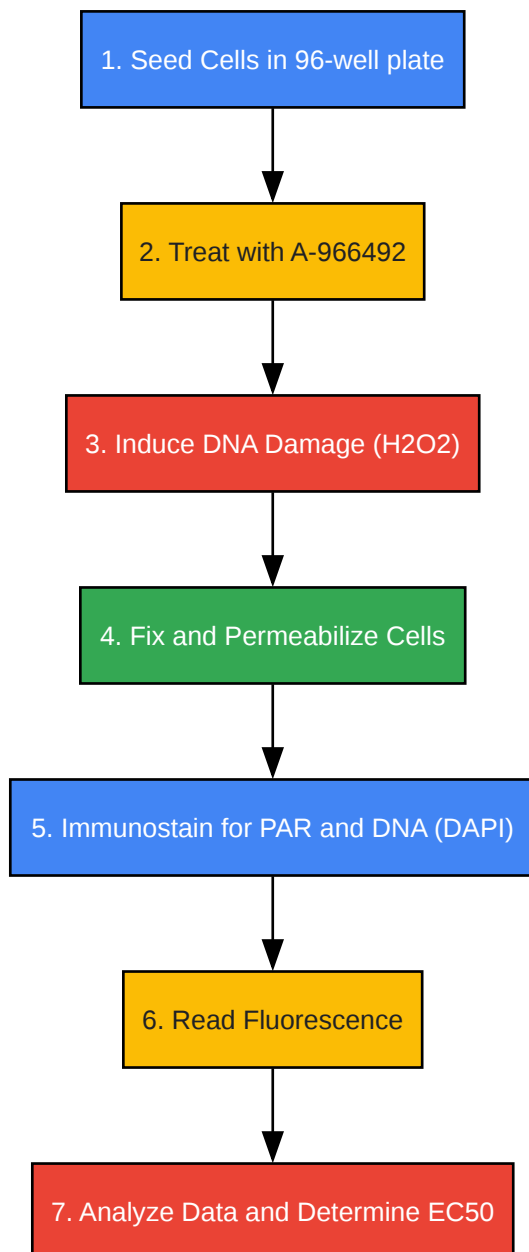 1. Seed Cells in 96-well plate
2. Treat with A-966492
3. Induce DNA Damage (H2O2)
4. Fix and Permeabilize Cells
5. Immunostain for PAR and DNA (DAPI)
6. Read Fluorescence
7. Analyze Data and Determine EC50